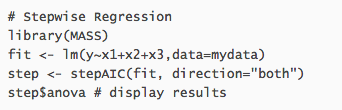 # Stepwise Regression
library(MASS)
fit <- lm(y~x1+x2+x3,data=mydata)
step <- stepAIC(fit, direction="both")
step$anova # display results